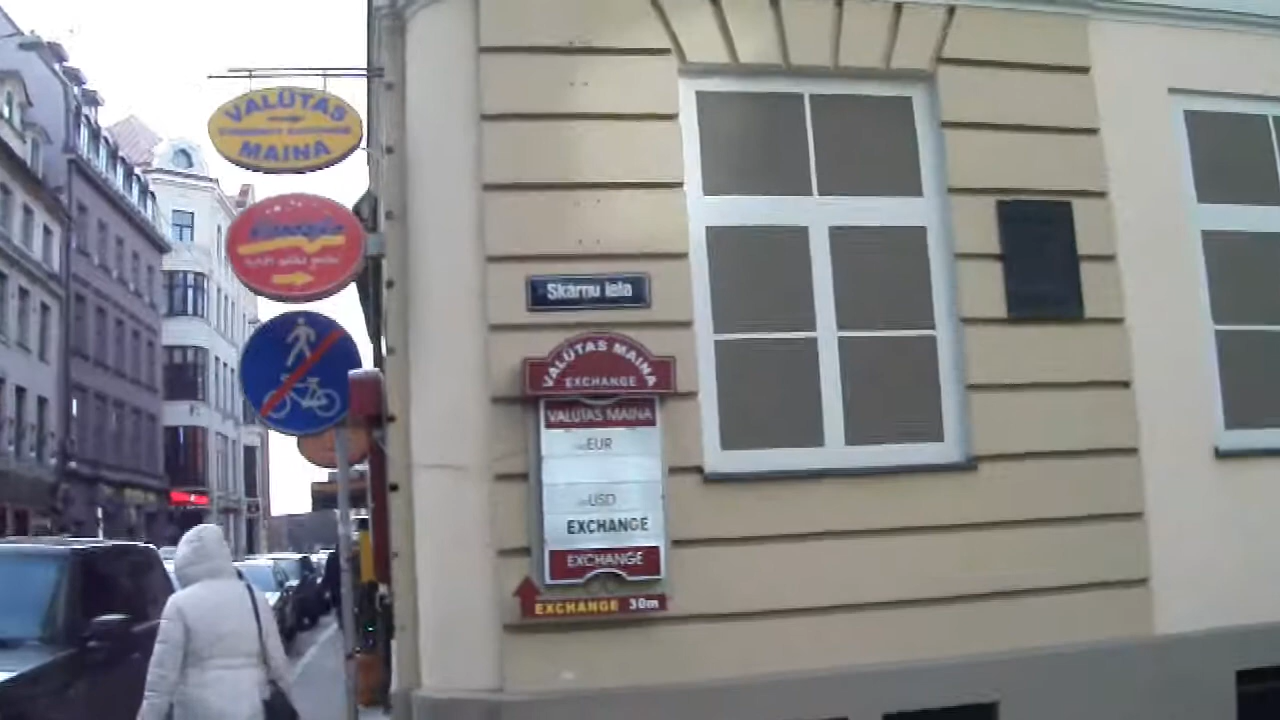 VALŪTAS
MAIŅA
Skārņu iela
VALŪTAS MAIŅA
EXCHANGE
VALŪTAS MAIŅA
EUR
USD
EXCHANGE
EXCHANGE
EXCHANGE 30m